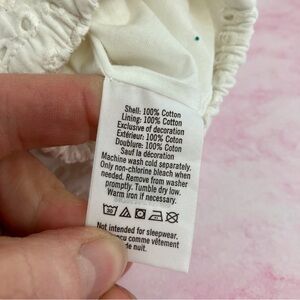 Shell: 100% Cotton
Lining: 100% Cotton
Exclusive of decoration
Extérieur: 100% Coton
Doublure: 100% Coton
Sauf la décoration
Machine wash cold separately.
Only non-chlorine bleach when
needed. Remove from washer
promptly. Tumble dry low.
Warm iron if necessary.
Not intended for sleepwear.
çu comme vêtement
de nuit.